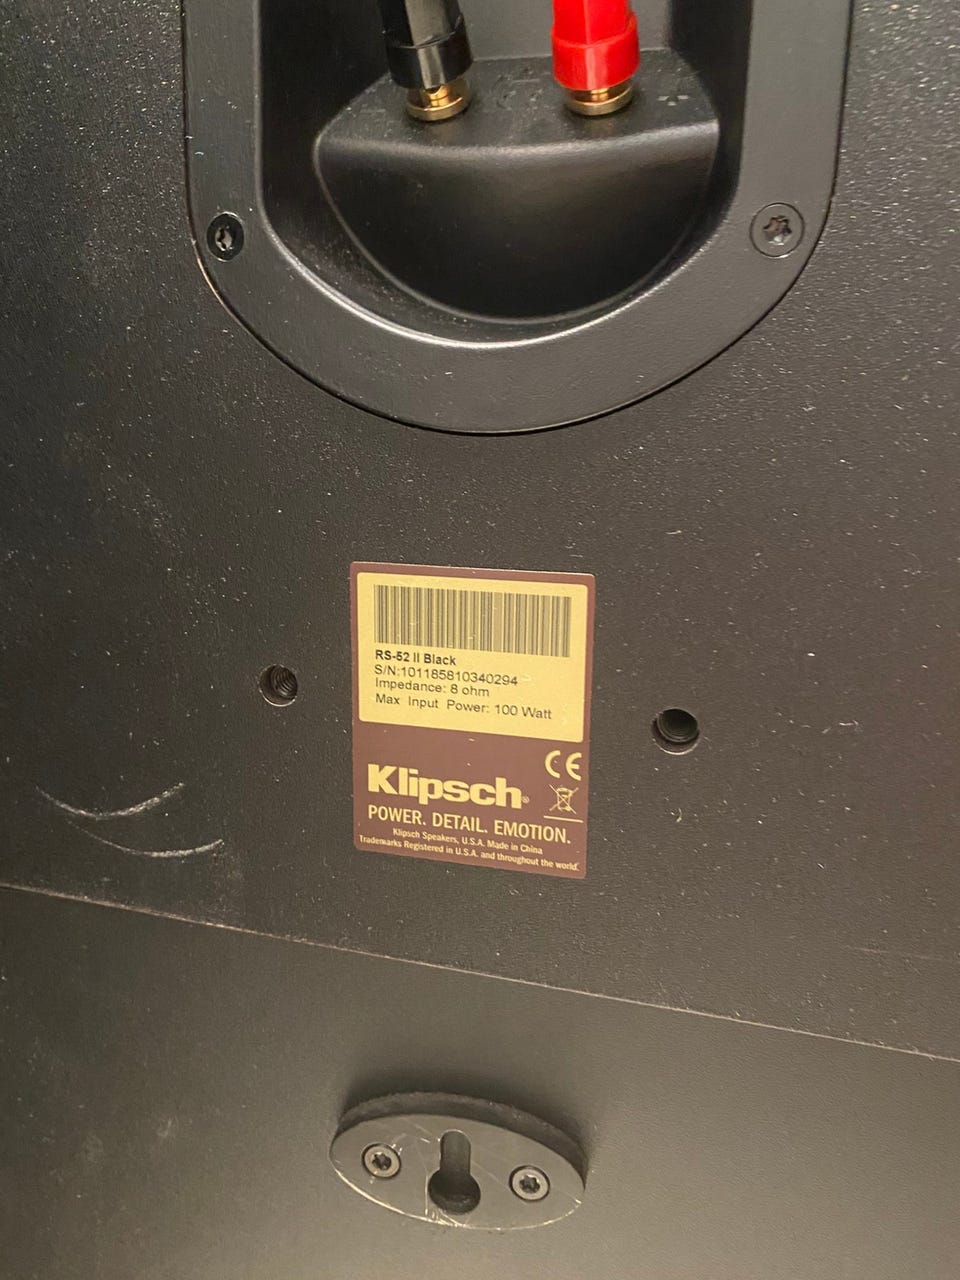 +
RS-52 II Black
S/N:101185810340294
Impedance: 8 ohm
Max Input Power: 100 Watt
CE
Klipsch®
POWER. DETAIL. EMOTION.
Klipsch Speakers, U.S.A. Made in China
Trademarks Registered in U.S.A. and throughout the world.